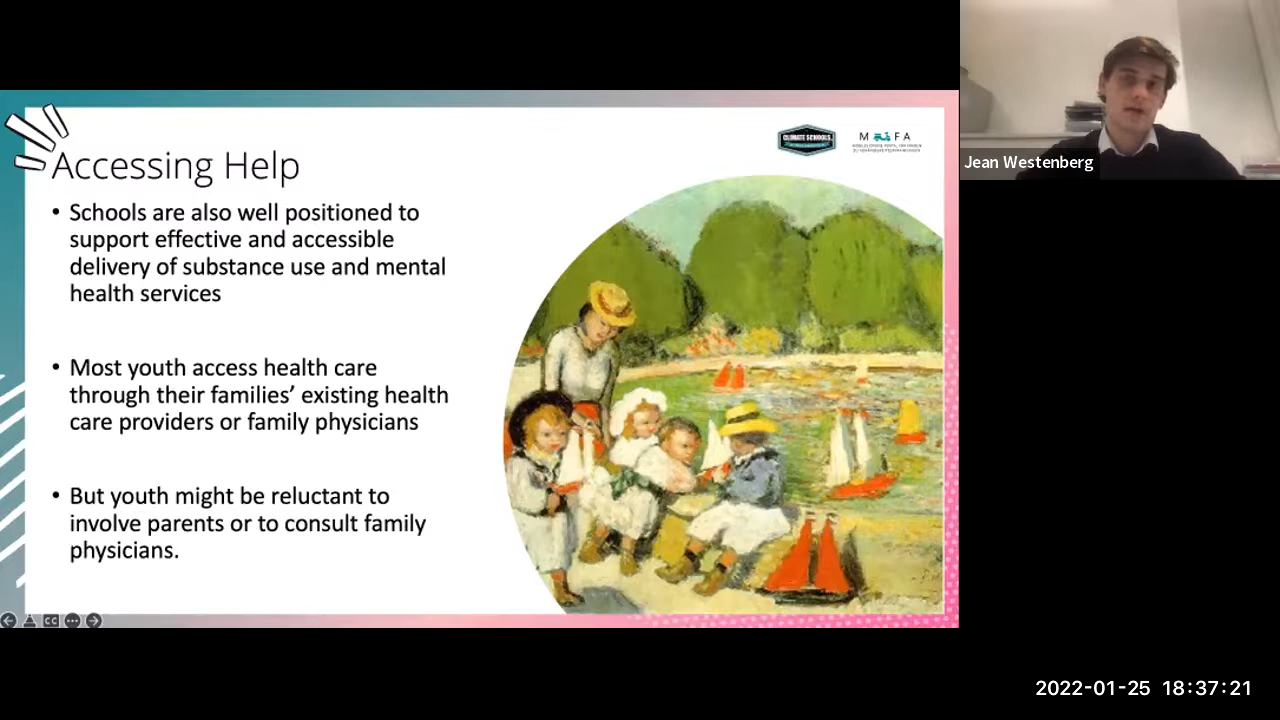 CLIMATE SCHOOLS
M FA
Accessing Help
• Schools are also well positioned to
support effective and accessible
delivery of substance use and mental
health services
• Most youth access health care
through their families’ existing health
care providers or family physicians
• But youth might be reluctant to
involve parents or to consult family
physicians.
CC
Jean Westenberg
2022-01-25 18:37:21